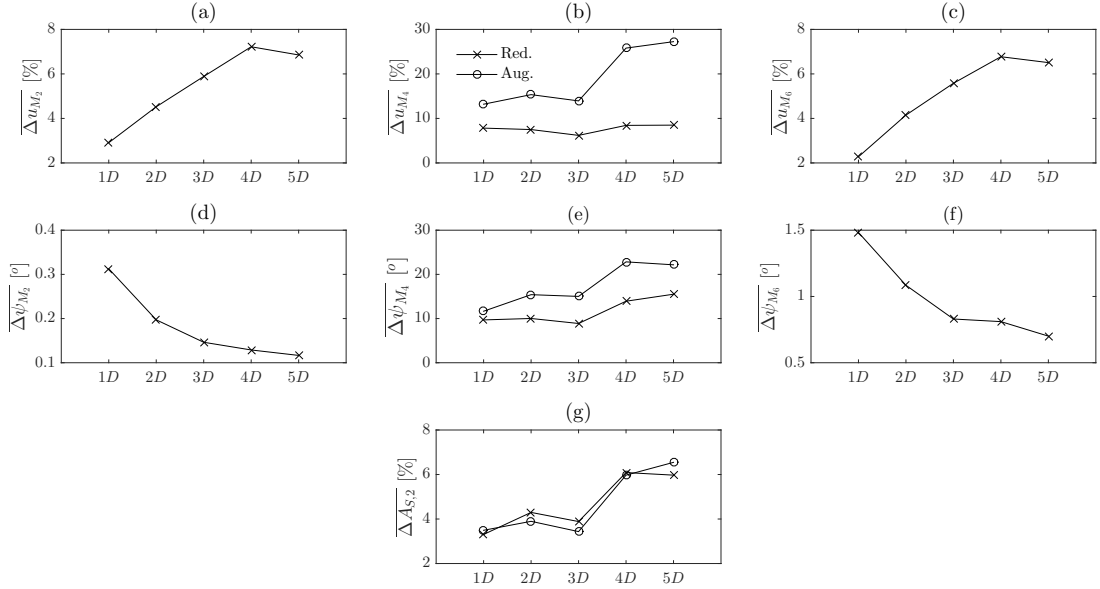 (a)
8
6
4
2
Δu_{M_2} [%]
1D 2D 3D 4D 5D
(b)
30
20
10
0
Δu_{M_4} [%]
Red.
Aug.
1D 2D 3D 4D 5D
(c)
8
6
4
2
Δu_{M_6} [%]
1D 2D 3D 4D 5D
(d)
0.4
0.3
0.2
0.1
Δψ_{M_2} [°]
1D 2D 3D 4D 5D
(e)
30
20
10
0
Δψ_{M_4} [°]
1D 2D 3D 4D 5D
(f)
1.5
1
0.5
Δψ_{M_6} [°]
1D 2D 3D 4D 5D
(g)
8
6
4
2
ΔA_{S,2} [%]
1D 2D 3D 4D 5D